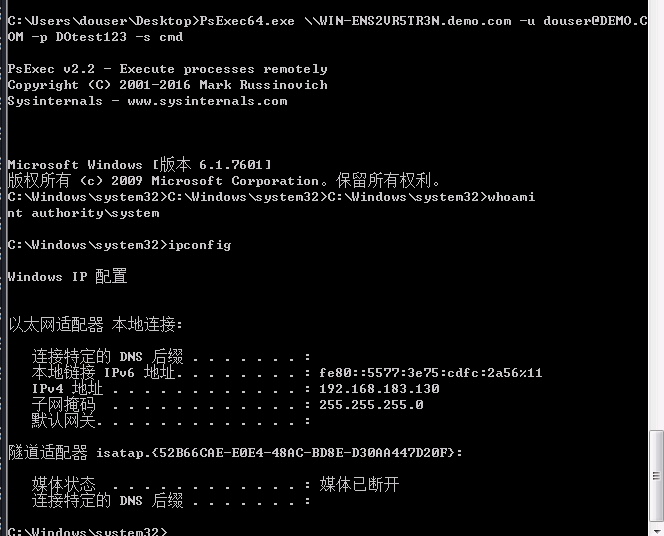 C:\Users\douser\Desktop>PsExec64.exe \\WIN-ENS2VR5TR3N.demo.com -u douser@DEMO.C
OM -p DOtest123 -s cmd
PsExec v2.2 - Execute processes remotely
Copyright (C) 2001-2016 Mark Russinovich
Sysinternals - www.sysinternals.com
Microsoft Windows [版本 6.1.7601]
版权所有 (c) 2009 Microsoft Corporation。保留所有权利。
C:\Windows\system32>C:\Windows\system32>C:\Windows\system32>whoami
nt authority\system
C:\Windows\system32>ipconfig
Windows IP 配置
以太网适配器 本地连接:
连接特定的 DNS 后缀 . . . . . . . :
本地链接 IPv6 地址. . . . . . . . : fe80::5577:3e75:cdfc:2a56%11
IPv4 地址 . . . . . . . . . . . . : 192.168.183.130
子网掩码 . . . . . . . . . . . . : 255.255.255.0
默认网关. . . . . . . . . . . . . :
隧道适配器 isatap.{52B66CAE-E0E4-48AC-BD8E-D30AA447D20F}:
媒体状态 . . . . . . . . . . . . : 媒体已断开
连接特定的 DNS 后缀 . . . . . . . :
C:\Windows\system32>